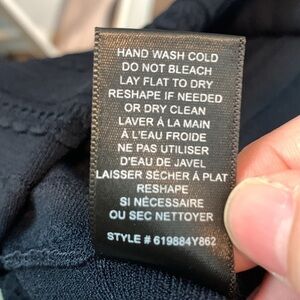 HAND WASH COLD
DO NOT BLEACH
LAY FLAT TO DRY
RESHAPE IF NEEDED
OR DRY CLEAN
LAVER À LA MAIN
À L'EAU FROIDE
NE PAS UTILISER
D'EAU DE JAVEL
LAISSER SÉCHER À PLAT
RESHAPE
SI NÉCESSAIRE
OU SEC NETTOYER
STYLE # 619884Y862